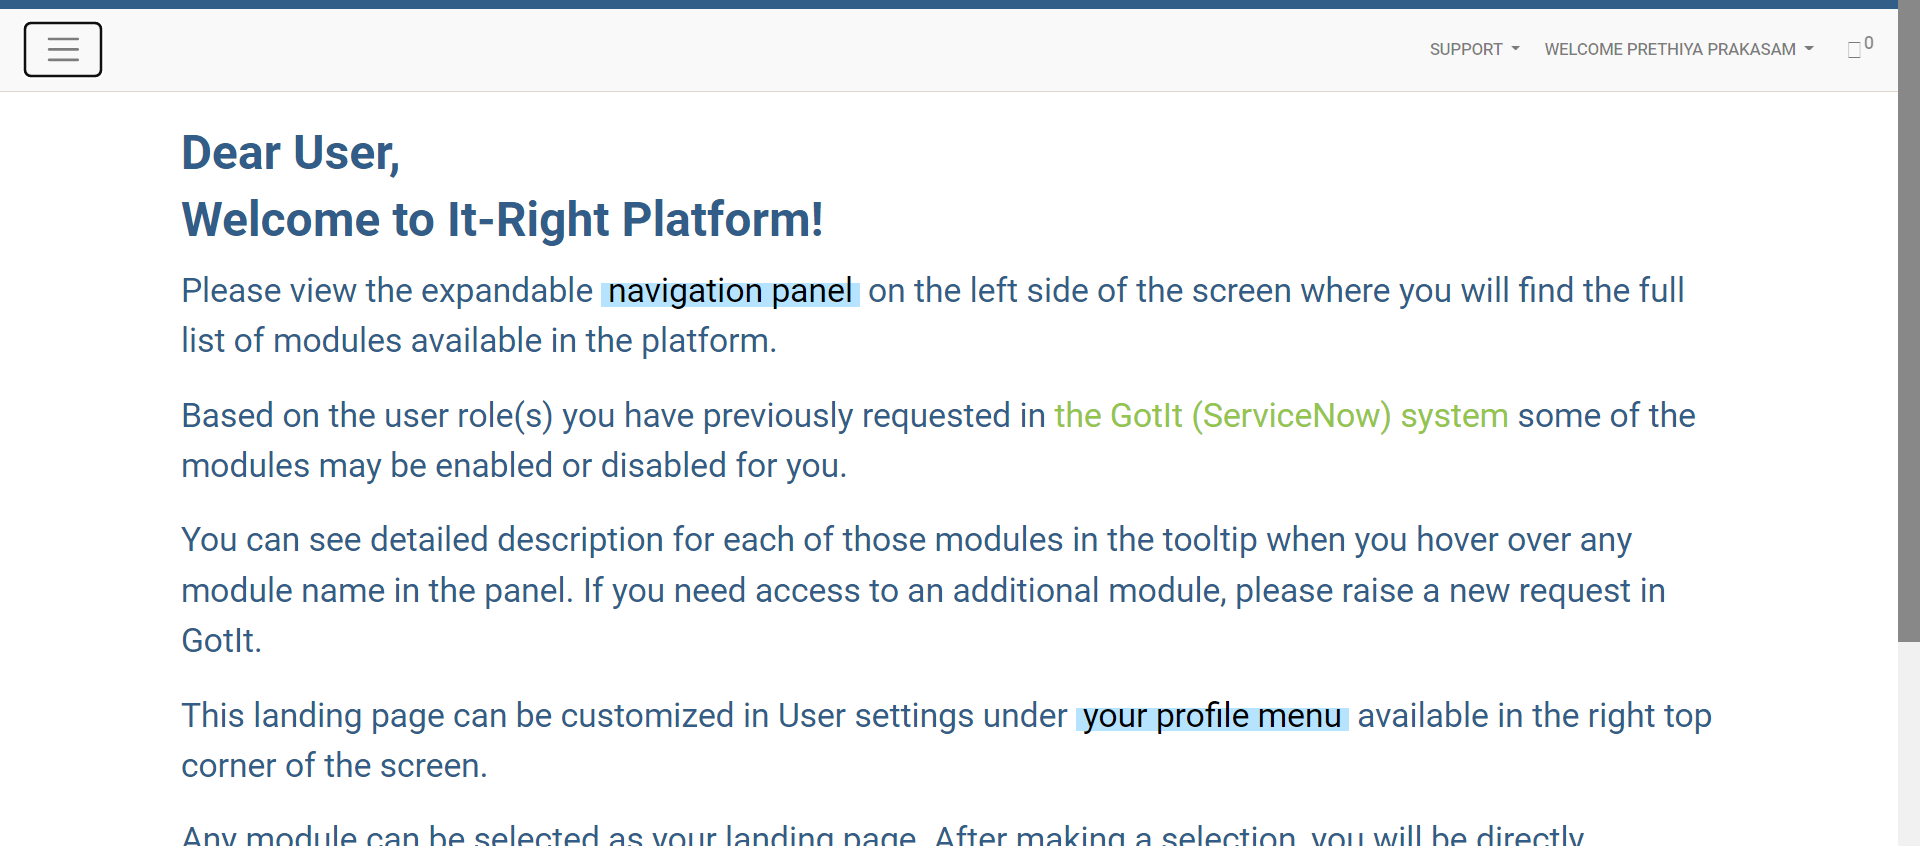 SUPPORT
WELCOME PRETHIYA PRAKASAM
0
Dear User,
Welcome to It-Right Platform!
Please view the expandable navigation panel on the left side of the screen where you will find the full
list of modules available in the platform.
Based on the user role(s) you have previously requested in the GotIt (ServiceNow) system some of the
modules may be enabled or disabled for you.
You can see detailed description for each of those modules in the tooltip when you hover over any
module name in the panel. If you need access to an additional module, please raise a new request in
GotIt.
This landing page can be customized in User settings under your profile menu available in the right top
corner of the screen.
Any module can be selected as your landing page. After making a selection, you will be directly